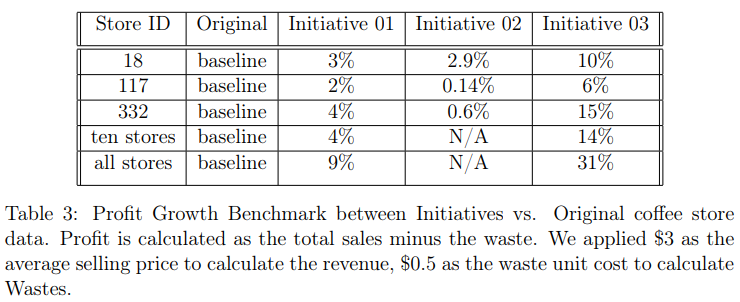 Store ID Original Initiative 01 Initiative 02 Initiative 03
18 baseline 3% 2.9% 10%
117 baseline 2% 0.14% 6%
332 baseline 4% 0.6% 15%
ten stores baseline 4% N/A 14%
all stores baseline 9% N/A 31%
Table 3: Profit Growth Benchmark between Initiatives vs. Original coffee store
data. Profit is calculated as the total sales minus the waste. We applied $3 as the
average selling price to calculate the revenue, $0.5 as the waste unit cost to calculate
Wastes.